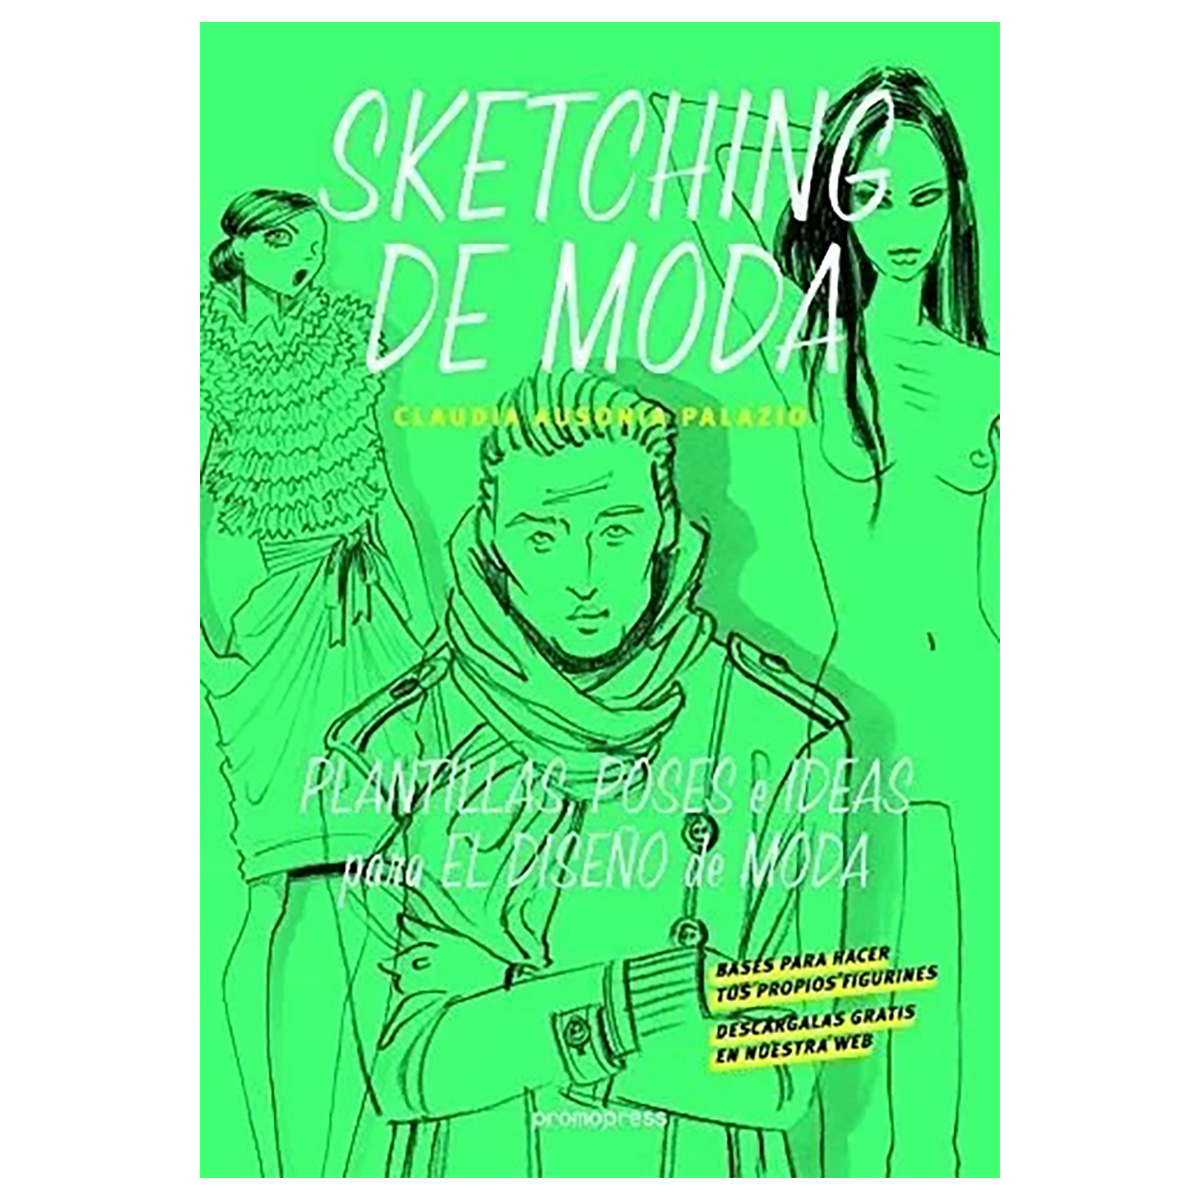 SKETCHING
DE MODA
CLAUDIA AUSONIA PALAZIO
PLANTILLAS, POSES e IDEAS
para EL DISEÑO de MODA
BASES PARA HACER
TUS PROPIOS FIGURINES
DESCÁRGALAS GRATIS
EN NUESTRA WEB
promopress